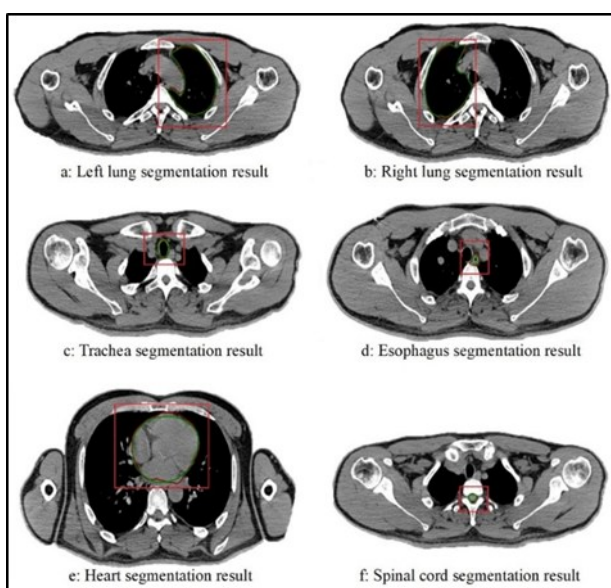 a: Left lung segmentation result
b: Right lung segmentation result
c: Trachea segmentation result
d: Esophagus segmentation result
e: Heart segmentation result
f: Spinal cord segmentation result